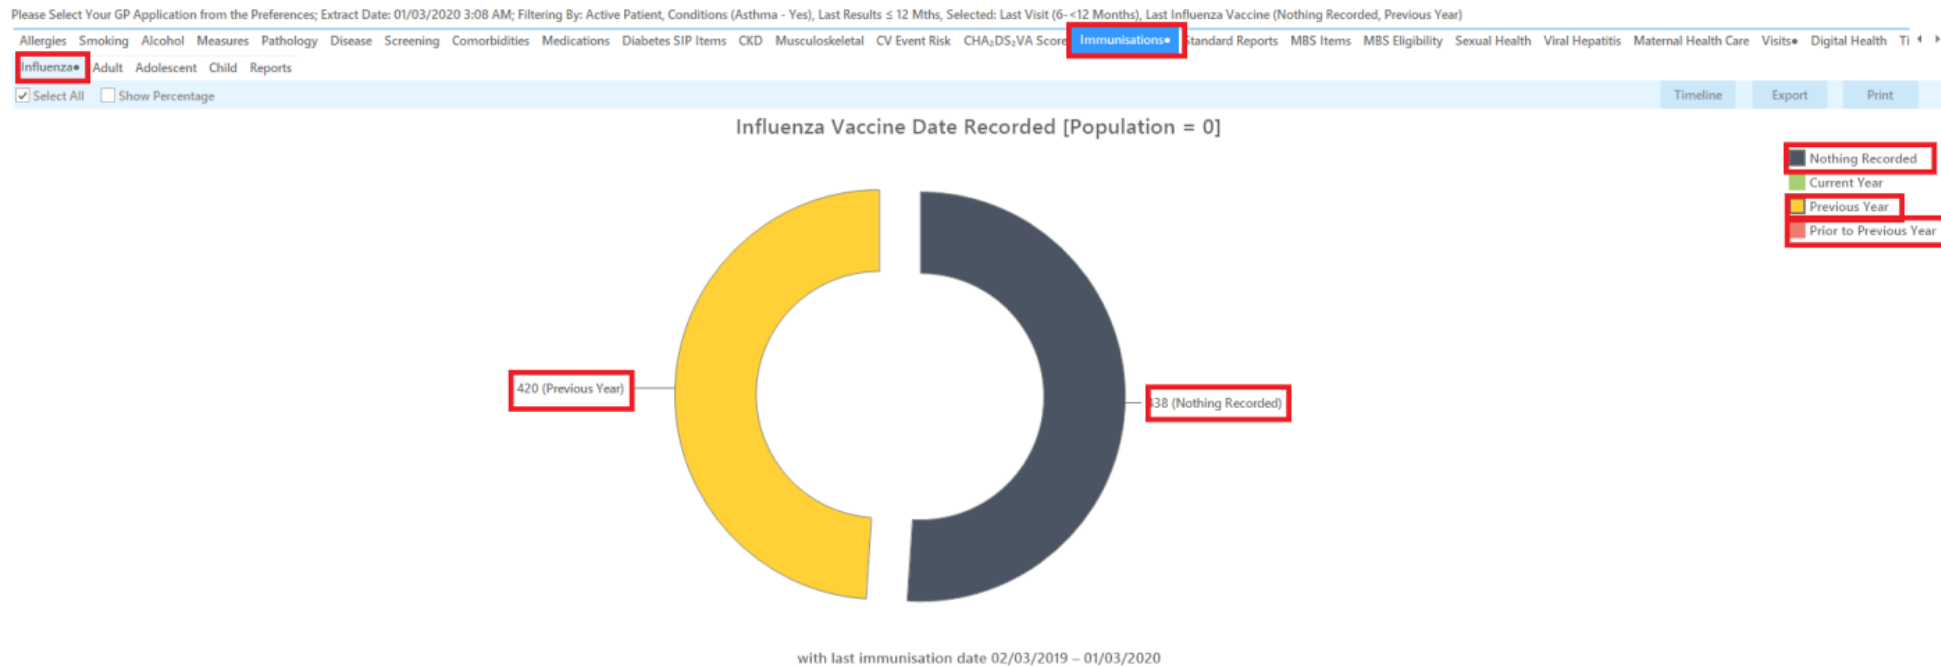 Please Select Your GP Application from the Preferences; Extract Date: 01/03/2020 3:08 AM; Filtering By: Active Patient, Conditions (Asthma - Yes), Last Results ≤ 12 Mths, Selected: Last Visit (6-<12 Months), Last Influenza Vaccine (Nothing Recorded, Previous Year)
Allergies Smoking Alcohol Measures Pathology Disease Screening Comorbidities Medications Diabetes SIP Items CKD Musculoskeletal CV Event Risk CHA₂DS₂VA Score Immunisations• Standard Reports MBS Items MBS Eligibility Sexual Health Viral Hepatitis Maternal Health Care Visits• Digital Health Ti
Influenza• Adult Adolescent Child Reports
Select All Show Percentage Timeline Export Print
Influenza Vaccine Date Recorded [Population = 0]
Nothing Recorded
Current Year
Previous Year
Prior to Previous Year
420 (Previous Year)
38 (Nothing Recorded)
with last immunisation date 02/03/2019 – 01/03/2020